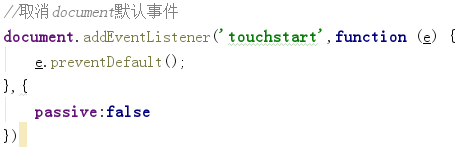 //取消document默认事件
document.addEventListener('touchstart',function (e) {
    e.preventDefault();
},{
    passive:false
})